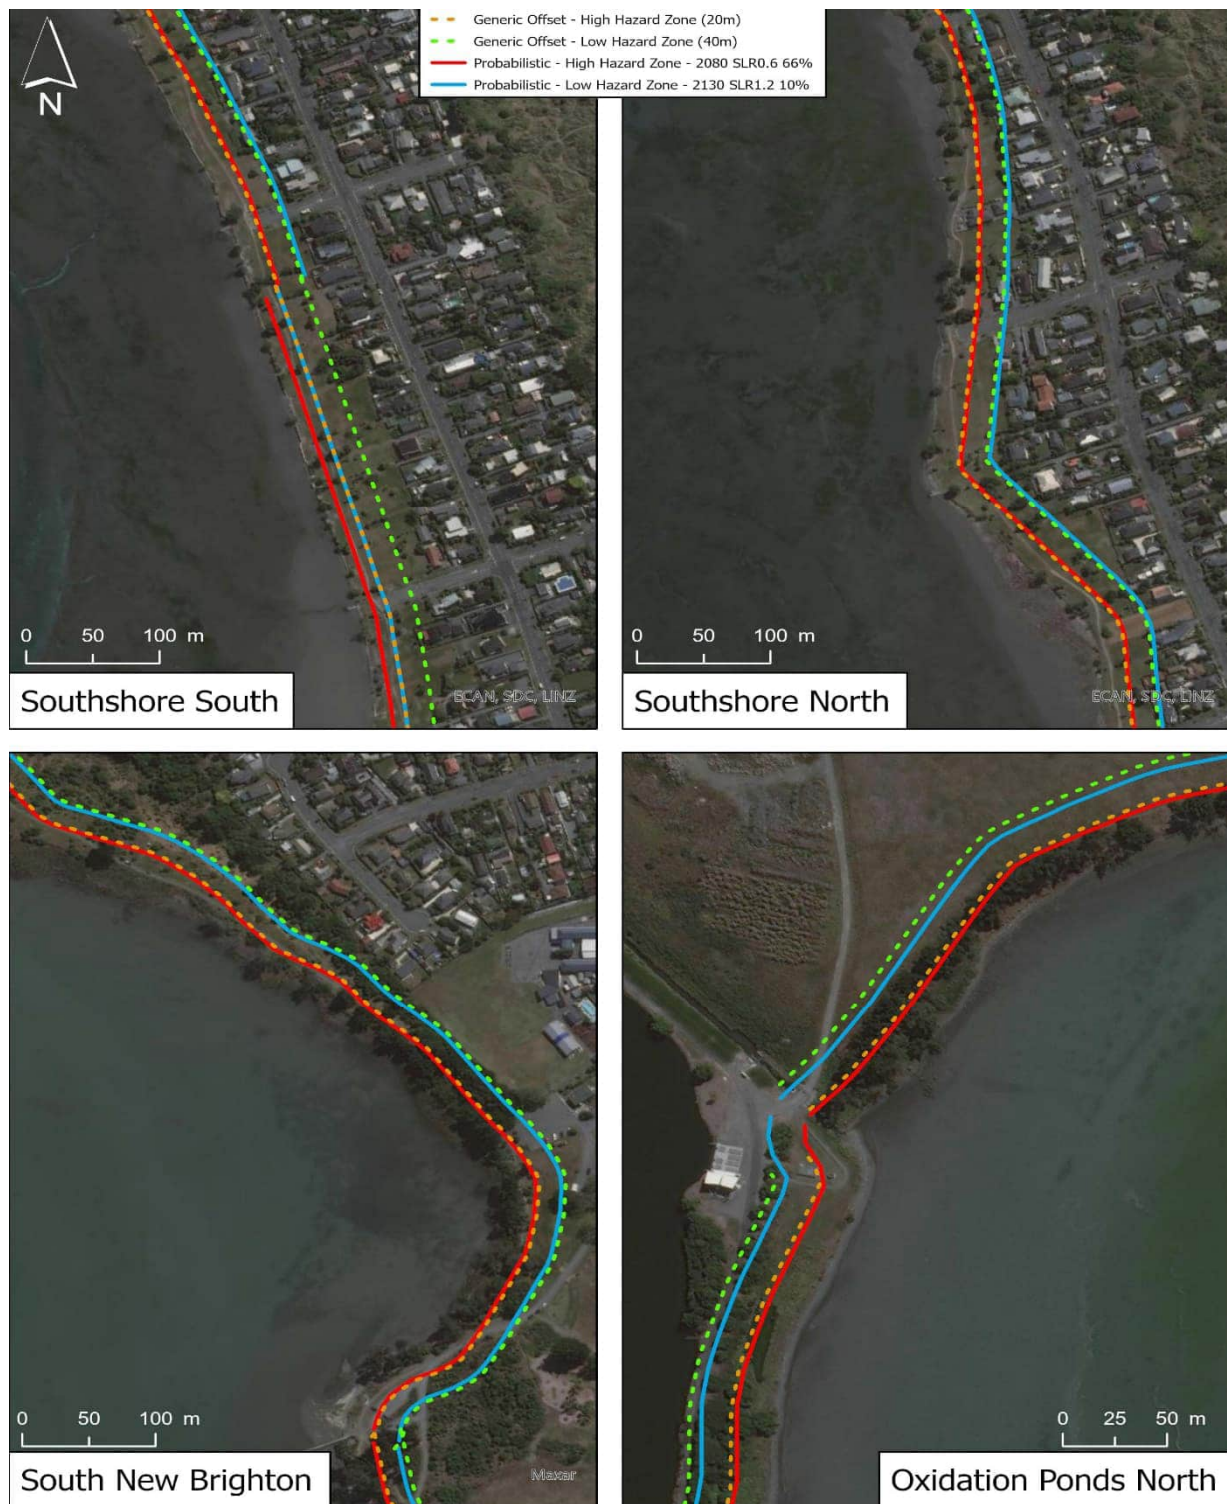 Generic Offset - High Hazard Zone (20m)
Generic Offset - Low Hazard Zone (40m)
Probabilistic - High Hazard Zone - 2080 SLR0.6 66%
Probabilistic - Low Hazard Zone - 2130 SLR1.2 10%
N
0 50 100 m
Southshore South
ECAN, SDC, LINZ
0 50 100 m
Southshore North
ECAN, SDC, LINZ
0 50 100 m
South New Brighton
Maxar
0 25 50 m
Oxidation Ponds North